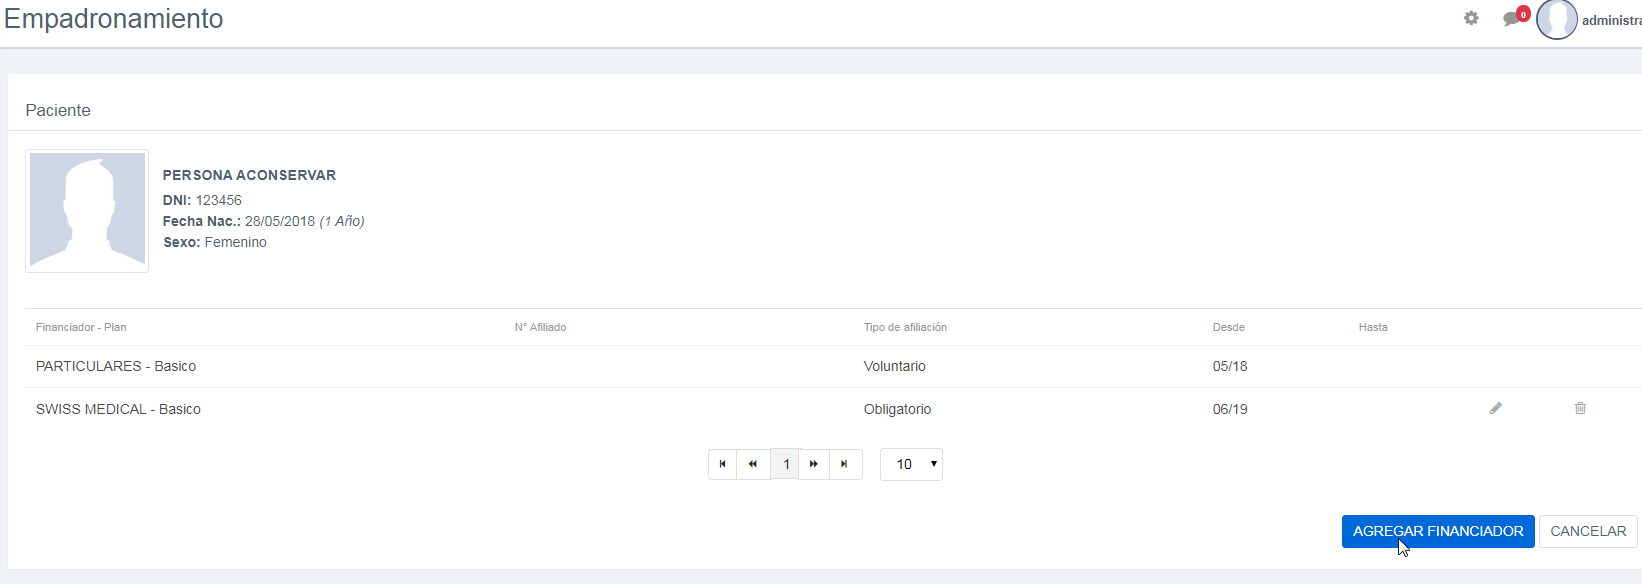 Empadronamiento
0
administra
Paciente
PERSONA ACONSERVAR
DNI: 123456
Fecha Nac.: 28/05/2018 (1 Año)
Sexo: Femenino
Financiador - Plan N° Afiliado Tipo de afiliación Desde Hasta
PARTICULARES - Basico Voluntario 05/18
SWISS MEDICAL - Basico Obligatorio 06/19
1 10
AGREGAR FINANCIADOR CANCELAR